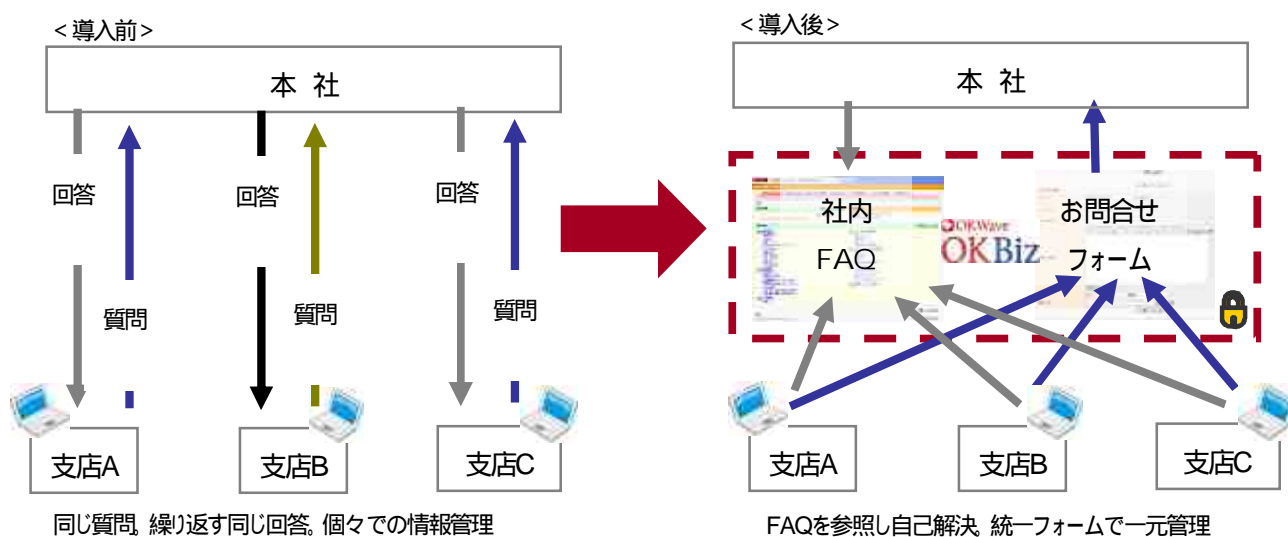 <導入前>
本 社
回答
回答
回答
質問
質問
質問
支店A
支店B
支店C
同じ質問。繰り返す同じ回答。個々での情報管理
<導入後>
本 社
社内
FAQ
OKWave
OKBiz
お問合せ
フォーム
支店A
支店B
支店C
FAQを参照し自己解決。統一フォームで一元管理